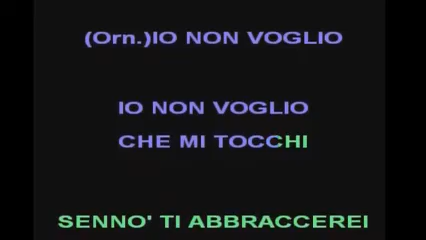 (Orn.)IO NON VOGLIO
IO NON VOGLIO
CHE MI TOCCHI
SENNO' TI ABBRACCEREI